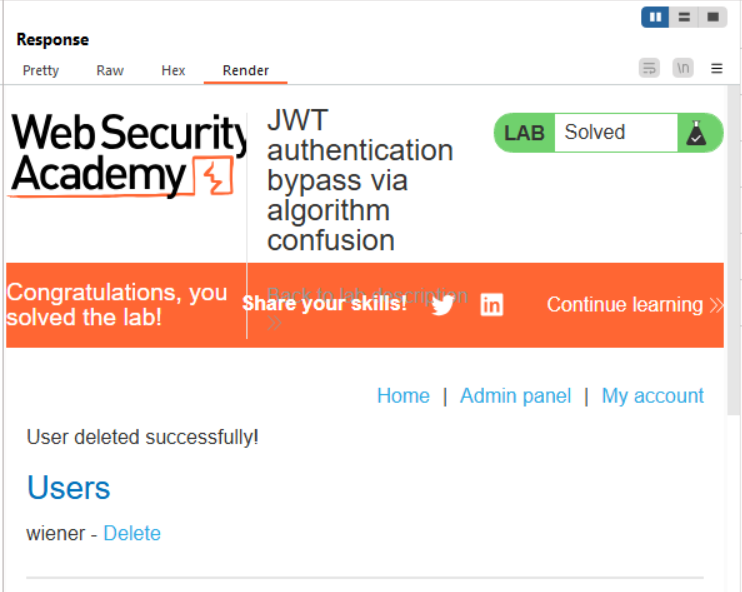 Response
Pretty Raw Hex Render
\n
Web Security
Academy
JWT
authentication
bypass via
algorithm
confusion
LAB Solved
Congratulations, you
solved the lab!
Back to lab description
Share your skills!
Continue learning
Home | Admin panel | My account
User deleted successfully!
Users
wiener - Delete